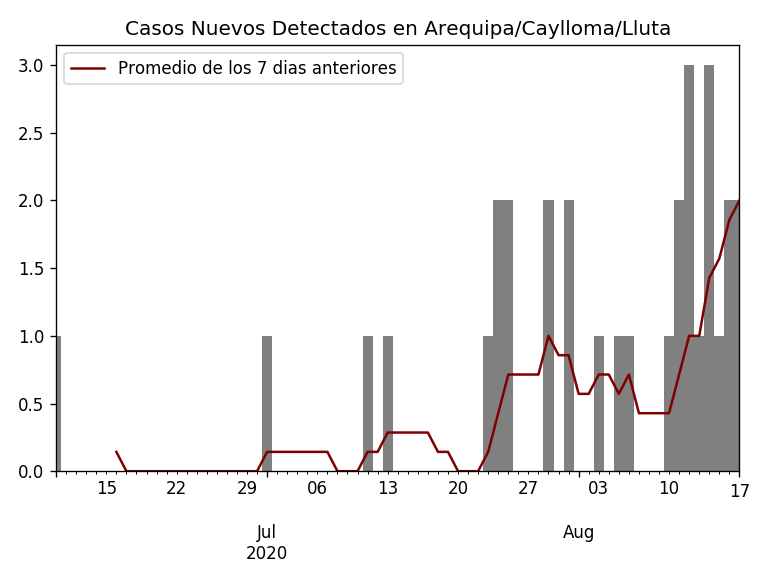 Casos Nuevos Detectados en Arequipa/Caylloma/Lluta
Promedio de los 7 dias anteriores
3.0
2.5
2.0
1.5
1.0
0.5
0.0
15 22 29 06 13 20 27 03 10 17
Jul Aug
2020